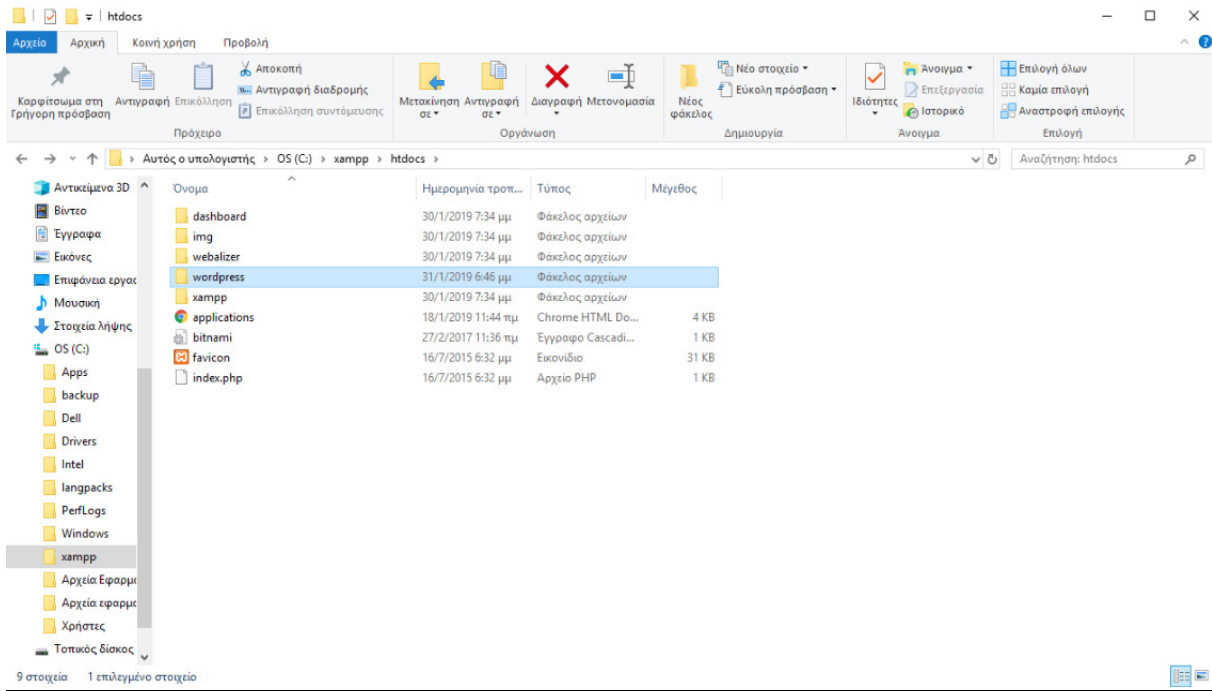 htdocs
Αρχείο Αρχική Κοινή χρήση Προβολή
Καρφίτσωμα στη Γρήγορη πρόσβαση
Αντιγραφή
Επικόλληση
Αποκοπή
Αντιγραφή διαδρομής
Επικόλληση συντόμευσης
Πρόχειρο
Μετακίνηση σε
Αντιγραφή σε
Διαγραφή
Μετονομασία
Οργάνωση
Νέος φάκελος
Νέο στοιχείο
Εύκολη πρόσβαση
Δημιουργία
Ιδιότητες
Άνοιγμα
Επεξεργασία
Ιστορικό
Άνοιγμα
Επιλογή όλων
Καμία επιλογή
Αναστροφή επιλογής
Επιλογή
Αυτός ο υπολογιστής > OS (C:) > xampp > htdocs >
Αναζήτηση: htdocs
Αντικείμενα 3D
Βίντεο
Έγγραφα
Εικόνες
Επιφάνεια εργας
Μουσική
Στοιχεία λήψης
OS (C:)
Apps
backup
Dell
Drivers
Intel
langpacks
PerfLogs
Windows
xampp
Αρχεία Εφαρμο
Αρχεία εφαρμο
Χρήστες
Τοπικός δίσκος
Όνομα Ημερομηνία τροπ... Τύπος Μέγεθος
dashboard 30/1/2019 7:34 μμ Φάκελος αρχείων
img 30/1/2019 7:34 μμ Φάκελος αρχείων
webalizer 30/1/2019 7:34 μμ Φάκελος αρχείων
wordpress 31/1/2019 6:46 μμ Φάκελος αρχείων
xampp 30/1/2019 7:34 μμ Φάκελος αρχείων
applications 18/1/2019 11:44 πμ Chrome HTML Do... 4 KB
bitnami 27/2/2017 11:36 πμ Έγγραφο Cascadi... 1 KB
favicon 16/7/2015 6:32 μμ Εικονίδιο 31 KB
index.php 16/7/2015 6:32 μμ Αρχείο PHP 1 KB
9 στοιχεία 1 επιλεγμένο στοιχείο